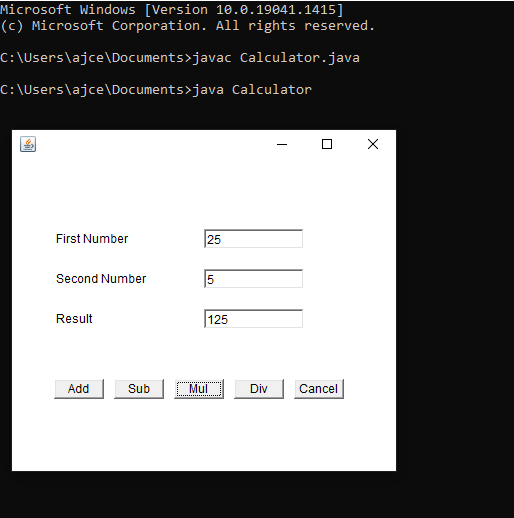 Microsoft Windows [Version 10.0.19041.1415]
(c) Microsoft Corporation. All rights reserved.
C:\Users\ajce\Documents>javac Calculator.java
C:\Users\ajce\Documents>java Calculator
First Number 25
Second Number 5
Result 125
Add Sub Mul Div Cancel